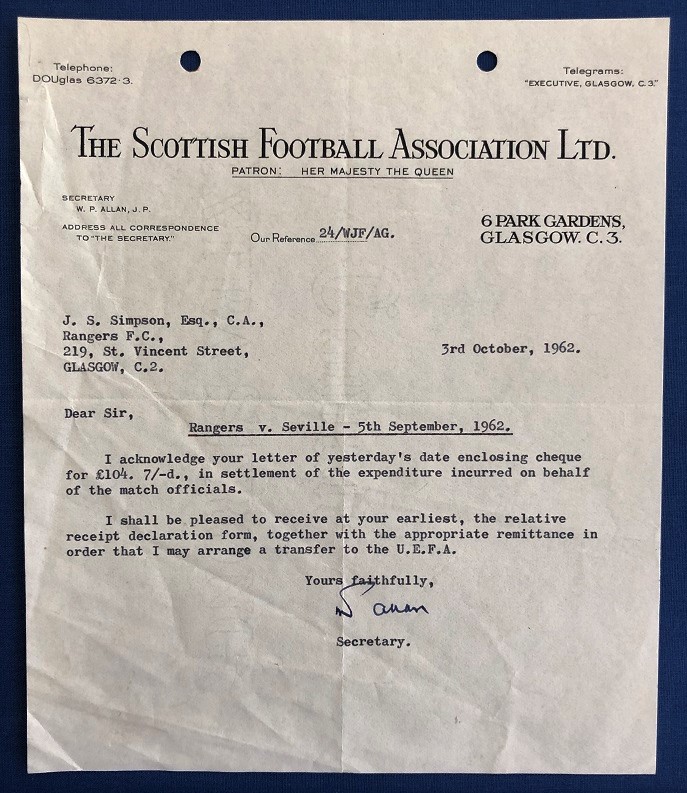 Telephone:
DOUglas 6372·3.
Telegrams:
"EXECUTIVE, GLASGOW, C.3."
THE SCOTTISH FOOTBALL ASSOCIATION LTD.
PATRON: HER MAJESTY THE QUEEN
SECRETARY
W. P. ALLAN, J. P.
ADDRESS ALL CORRESPONDENCE
TO "THE SECRETARY."
Our Reference 24/WJF/AG.
6 PARK GARDENS,
GLASGOW. C. 3.
J. S. Simpson, Esq., C.A.,
Rangers F.C.,
219, St. Vincent Street,
GLASGOW, C.2.
3rd October, 1962.
Dear Sir,
Rangers v. Seville - 5th September, 1962.
I acknowledge your letter of yesterday's date enclosing cheque
for £104. 7/-d., in settlement of the expenditure incurred on behalf
of the match officials.
I shall be pleased to receive at your earliest, the relative
receipt declaration form, together with the appropriate remittance in
order that I may arrange a transfer to the U.E.F.A.
Yours faithfully,
Allan
Secretary.